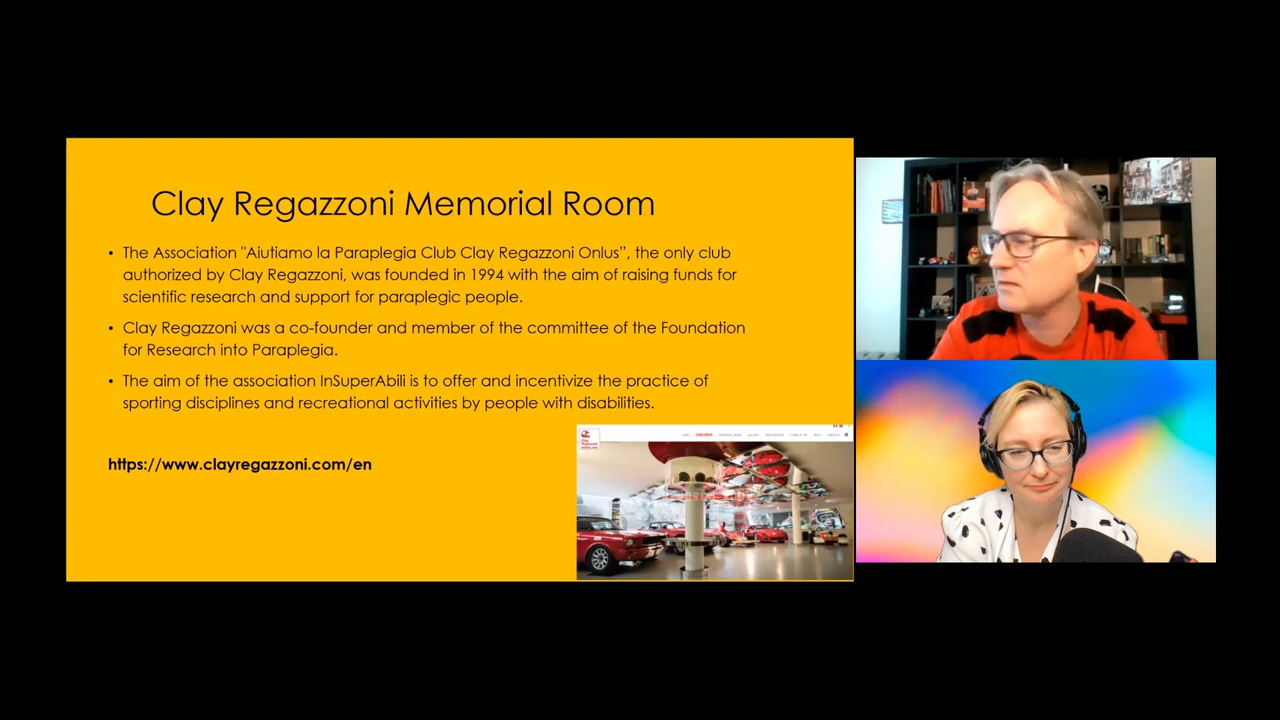 Clay Regazzoni Memorial Room
• The Association "Aiutiamo la Paraplegia Club Clay Regazzoni Onlus”, the only club
authorized by Clay Regazzoni, was founded in 1994 with the aim of raising funds for
scientific research and support for paraplegic people.
• Clay Regazzoni was a co-founder and member of the committee of the Foundation
for Research into Paraplegia.
• The aim of the association InSuperAbili is to offer and incentivize the practice of
sporting disciplines and recreational activities by people with disabilities.
https://www.clayregazzoni.com/en